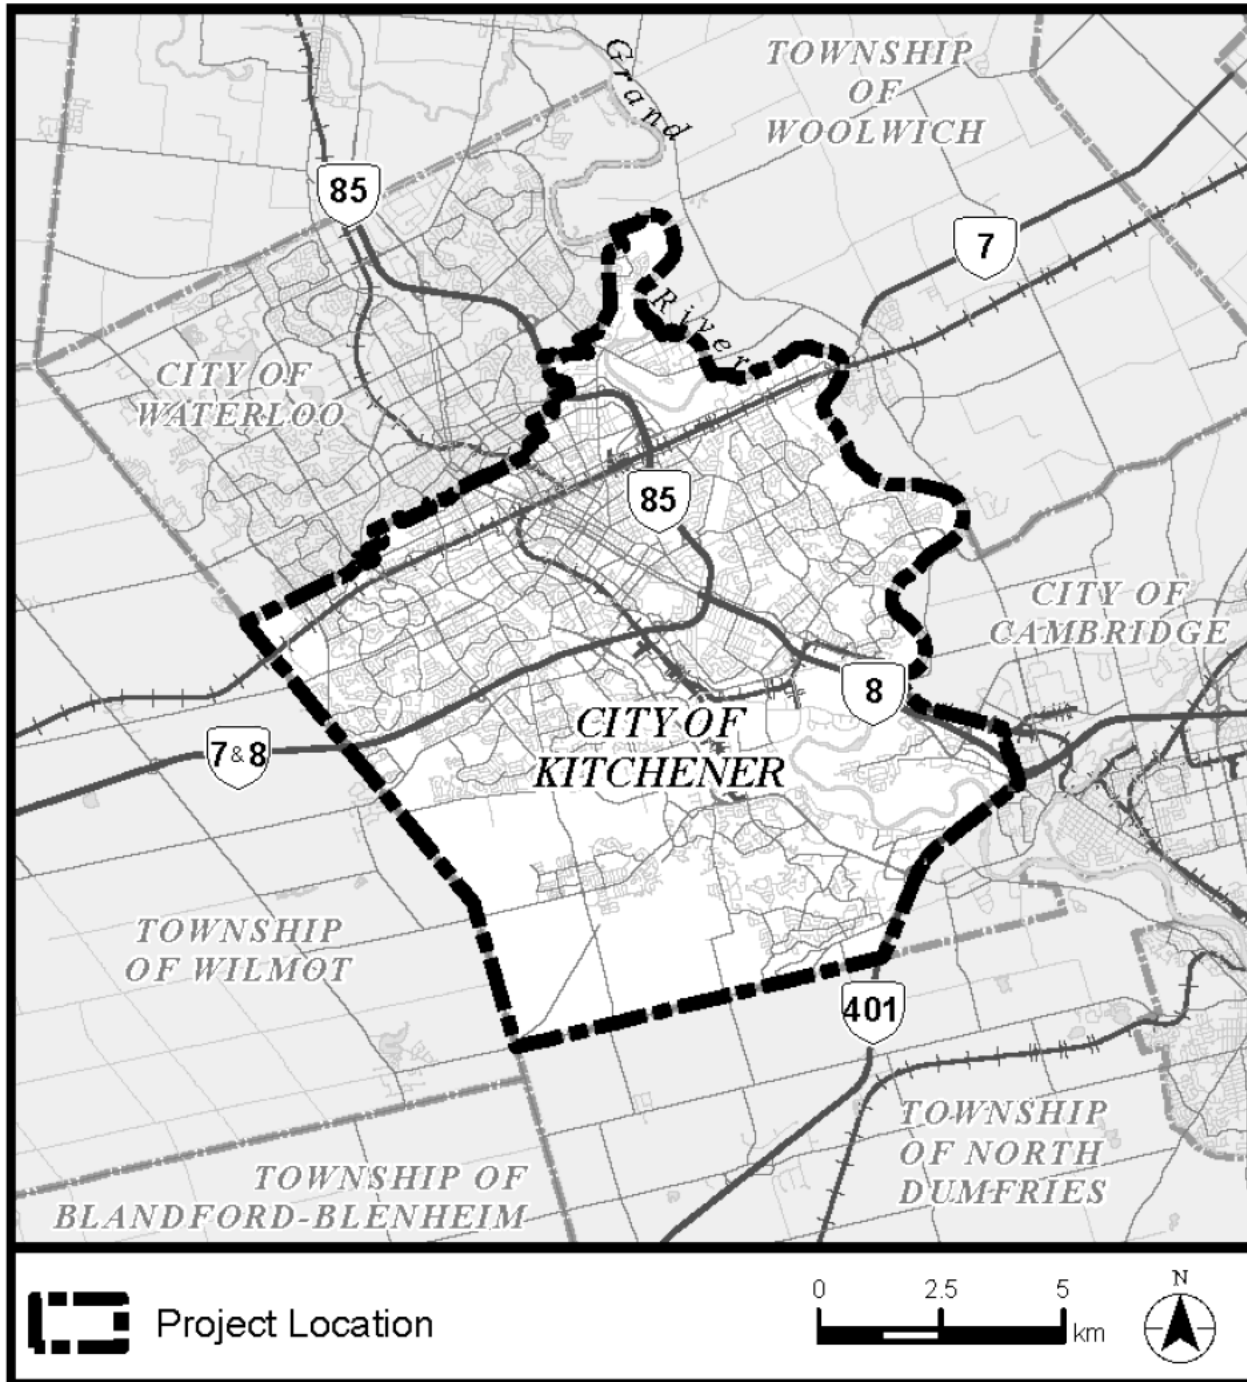 Grand
TOWNSHIP
OF
WOOLWICH
85
7
River
CITY OF
WATERLOO
85
CITY OF
CAMBRIDGE
8
CITY OF
KITCHENER
7&8
TOWNSHIP
OF WILMOT
401
TOWNSHIP
OF NORTH
DUMFRIES
TOWNSHIP OF
BLANDFORD-BLENHEIM
Project Location
0 2.5 5
km
N